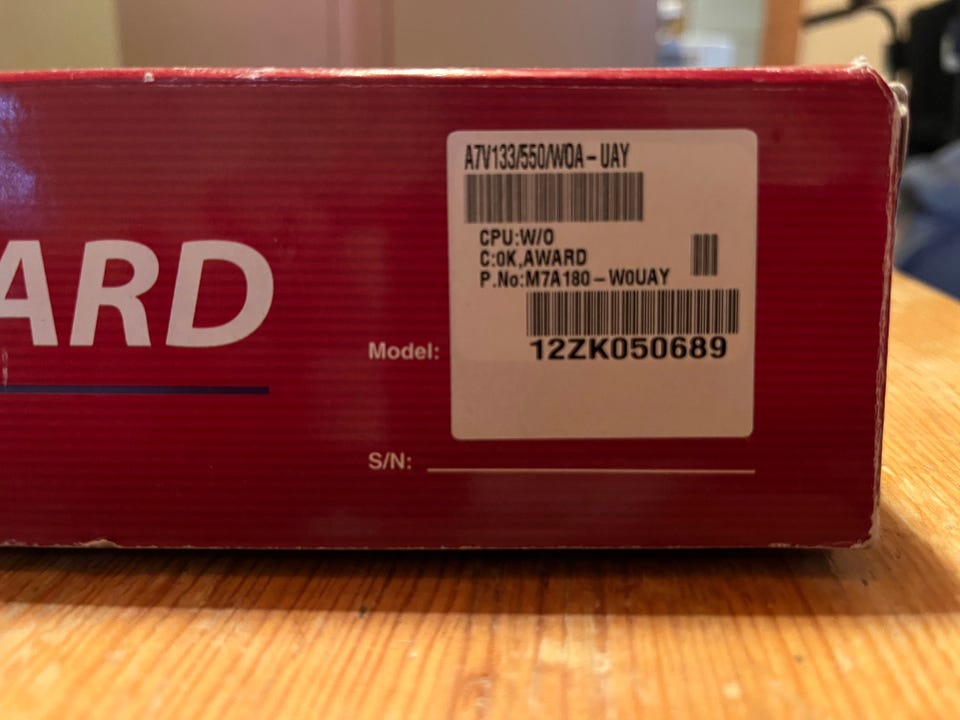 A7V133/550/WOA-UAY
CPU:W/O
C:0K,AWARD
P.No:M7A180-W0UAY
12ZK050689
ARD
Model:
S/N: